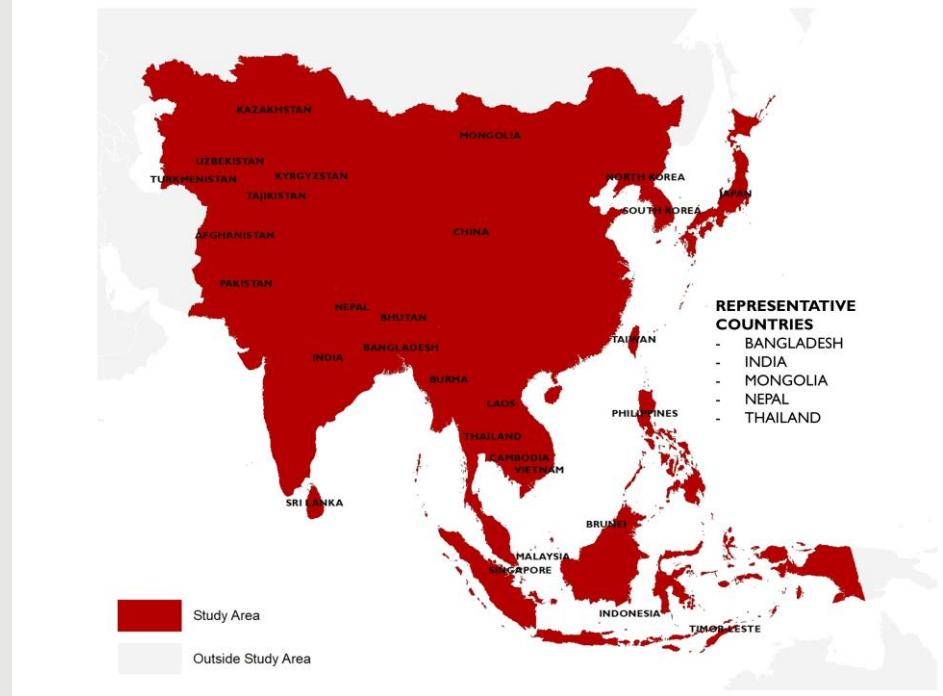 KAZAKHSTAN
MONGOLIA
UZBEKISTAN
KYRGYZSTAN
NORTH KOREA
TURKMENISTAN
TAJIKISTAN
JAPAN
SOUTH KOREA
AFGHANISTAN
CHINA
PAKISTAN
NEPAL
BHUTAN
REPRESENTATIVE
COUNTRIES
- BANGLADESH
- INDIA
- MONGOLIA
- NEPAL
- THAILAND
TAIWAN
BANGLADESH
INDIA
BURMA
LAOS
PHILIPPINES
THAILAND
CAMBODIA
VIETNAM
SRI LANKA
BRUNEI
MALAYSIA
SINGAPORE
INDONESIA
TIMOR-LESTE
Study Area
Outside Study Area